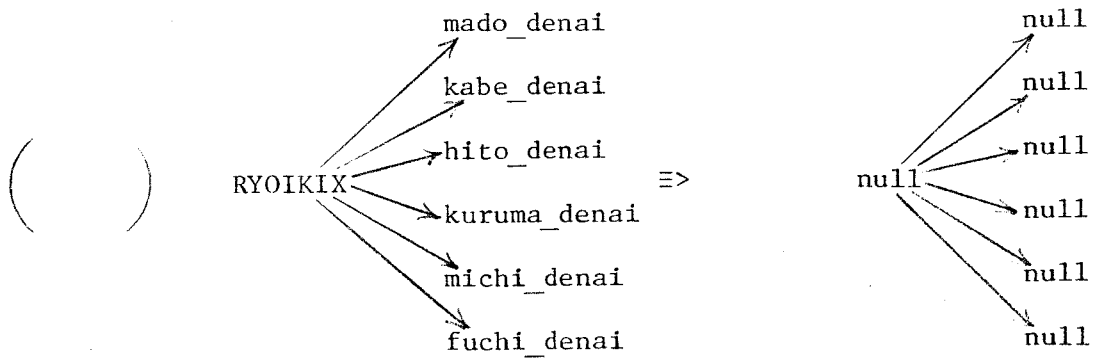 mado_denai null
kabe_denai null
hito_denai null
( ) RYOIKIX ≡> null
kuruma_denai null
michi_denai null
fuchi_denai null